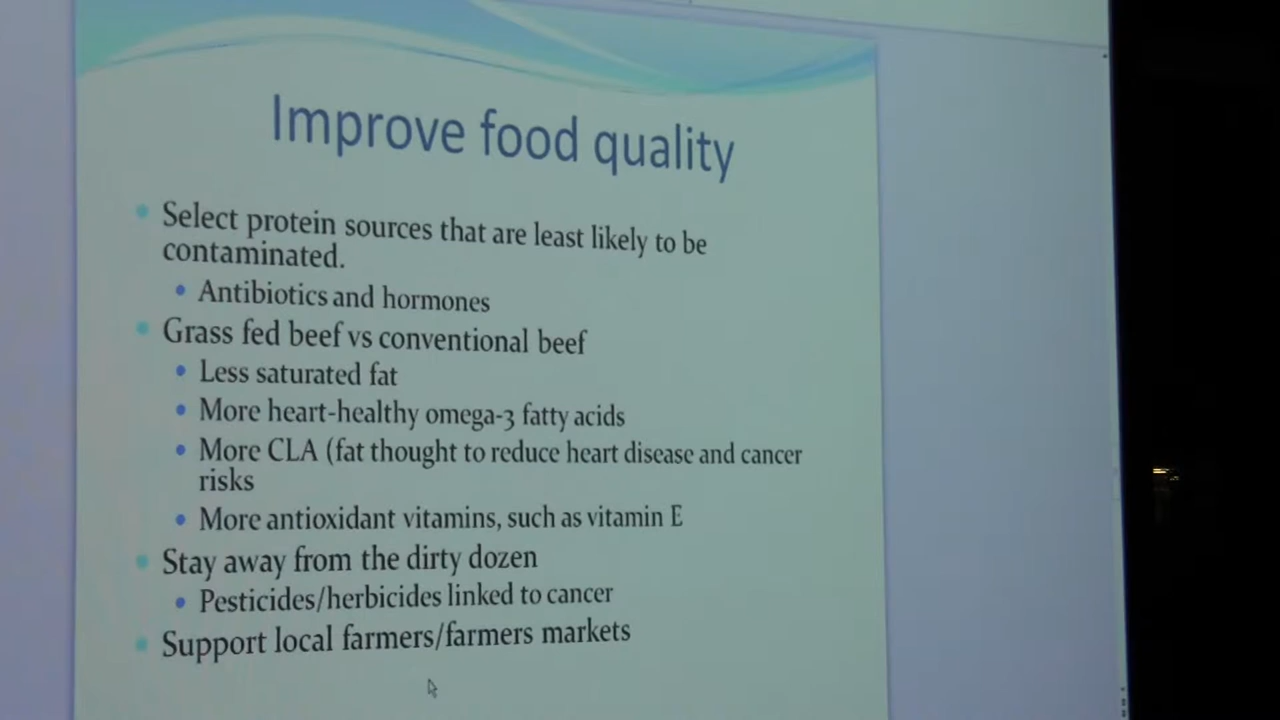 Improve food quality
Select protein sources that are least likely to be
contaminated.
Antibiotics and hormones
Grass fed beef vs conventional beef
Less saturated fat
More heart-healthy omega-3 fatty acids
More CLA (fat thought to reduce heart disease and cancer
risks
More antioxidant vitamins, such as vitamin E
Stay away from the dirty dozen
Pesticides/herbicides linked to cancer
Support local farmers/farmers markets